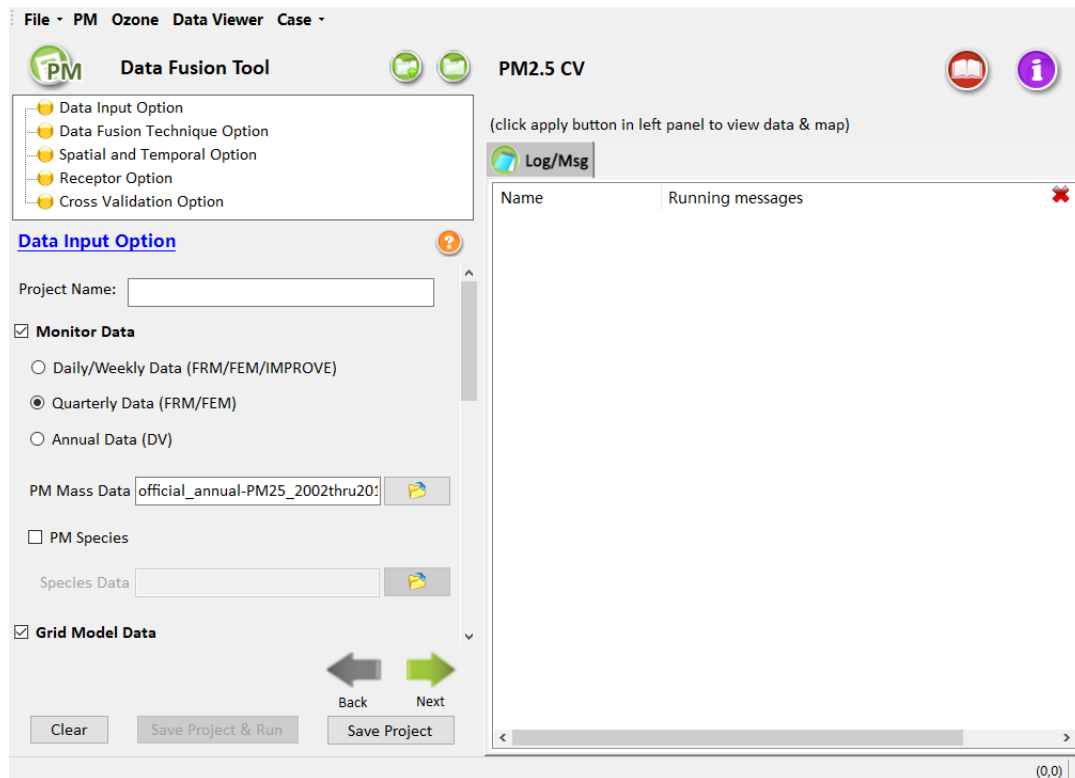 File PM Ozone Data Viewer Case
PM Data Fusion Tool
PM2.5 CV
i
Data Input Option
Data Fusion Technique Option
Spatial and Temporal Option
Receptor Option
Cross Validation Option
(click apply button in left panel to view data & map)
Log/Msg
Name Running messages
Data Input Option
?
Project Name:
Monitor Data
Daily/Weekly Data (FRM/FEM/IMPROVE)
Quarterly Data (FRM/FEM)
Annual Data (DV)
PM Mass Data official_annual-PM25_2002thru201
PM Species
Species Data
Grid Model Data
Back Next
Clear Save Project & Run Save Project
(0,0)